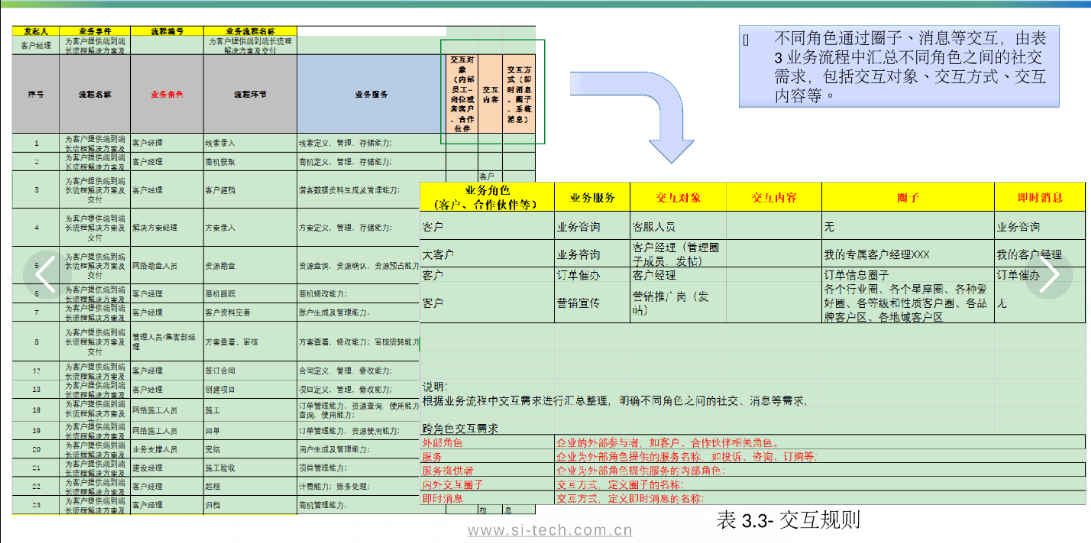 发起人 业务事件 流程编号 业务流程名称
客户经理 为客户提供端到端长流程解决方案及 为客户提供端到端长流程解决方案及交付
序号 流程名称 业务角色 流程环节 业务服务 交互对象（内部员工-岗位或者客户、合作伙伴 交互内容 交互方式（即时消息、圈子、系统消息）
1 为客户提供端到端长流程解决方案及 客户经理 线索录入 线索定义、管理、存储能力；
2 为客户提供端到端长流程解决方案及 客户经理 商机获取 商机定义、管理、存储能力；
3 为客户提供端到端长流程解决方案及交付 客户经理 客户建档 潜客数据资料生成及管理能力； 客户
4 为客户提供端到端长流程解决方案及交付 解决方案经理 方案录入 方案定义、管理、存储能力；
5 为客户提供端到端长流程解决方案及交付 网络勘查人员 资源勘查 资源查询、资源确认、资源预占能力
6 为客户提供端到端长流程解决方案及 客户经理 商机跟踪 商机修改能力；
7 为客户提供端到端长流程解决方案及 客户经理 客户资料完善 账户生成及管理能力；
8 为客户提供端到端长流程解决方案及交付 管理人员/集客部经理 方案查看、审核 方案查看、修改能力；审核流转能力
12 为客户提供端到端长流程解决方案及 客户经理 签订合同 合同定义、管理、修改能力；
13 为客户提供端到端长流程解决方案及 客户经理 创建项目 项目定义、管理、修改能力；
18 为客户提供端到端长流程解决方案及 网络施工人员 施工 订单管理能力、资源查询、使用能力查询、使用能力；
19 为客户提供端到端长流程解决方案及 网络施工人员 回单 订单管理能力、资源使用能力；
20 为客户提供端到端长流程解决方案及 业务支撑人员 完结 用户生成及管理能力；
21 为客户提供端到端长流程解决方案及 建设经理 施工验收 项目管理能力；
22 为客户提供端到端长流程解决方案及 客户经理 起租 计费能力；账务处理；
23 为客户提供端到端长流程解决方案及 客户经理 归档 商机管理能力； 息
不同角色通过圈子、消息等交互，由表
3 业务流程中汇总不同角色之间的社交
需求，包括交互对象、交互方式、交互
内容等。
业务角色（客户、合作伙伴等） 业务服务 交互对象 交互内容 圈子 即时消息
客户 业务咨询 客服人员 无 业务咨询
大客户 业务咨询 客户经理（管理圈子成员，发帖） 我的专属客户经理XXX 我的客户经理
客户 订单催办 客户经理 订单信息圈子 订单催办
客户 营销宣传 营销推广岗（发帖） 各个行业圈、各个星座圈、各种爱好圈、各等级和性质客户圈、各品牌客户区、各地域客户区 无
说明：
根据业务流程中交互需求进行汇总整理，明确不同角色之间的社交、消息等需求，
跨角色交互需求
外部角色 企业的外部参与者，如客户、合作伙伴相关角色。
服务 企业为外部角色提供的服务名称，如投诉、咨询、订购等；
服务提供者 企业为外部角色提供服务的内部角色；
内外交互圈子 交互方式，定义圈子的名称；
即时消息 交互方式，定义即时消息的名称；
表 3.3- 交互规则
www.si-tech.com.cn